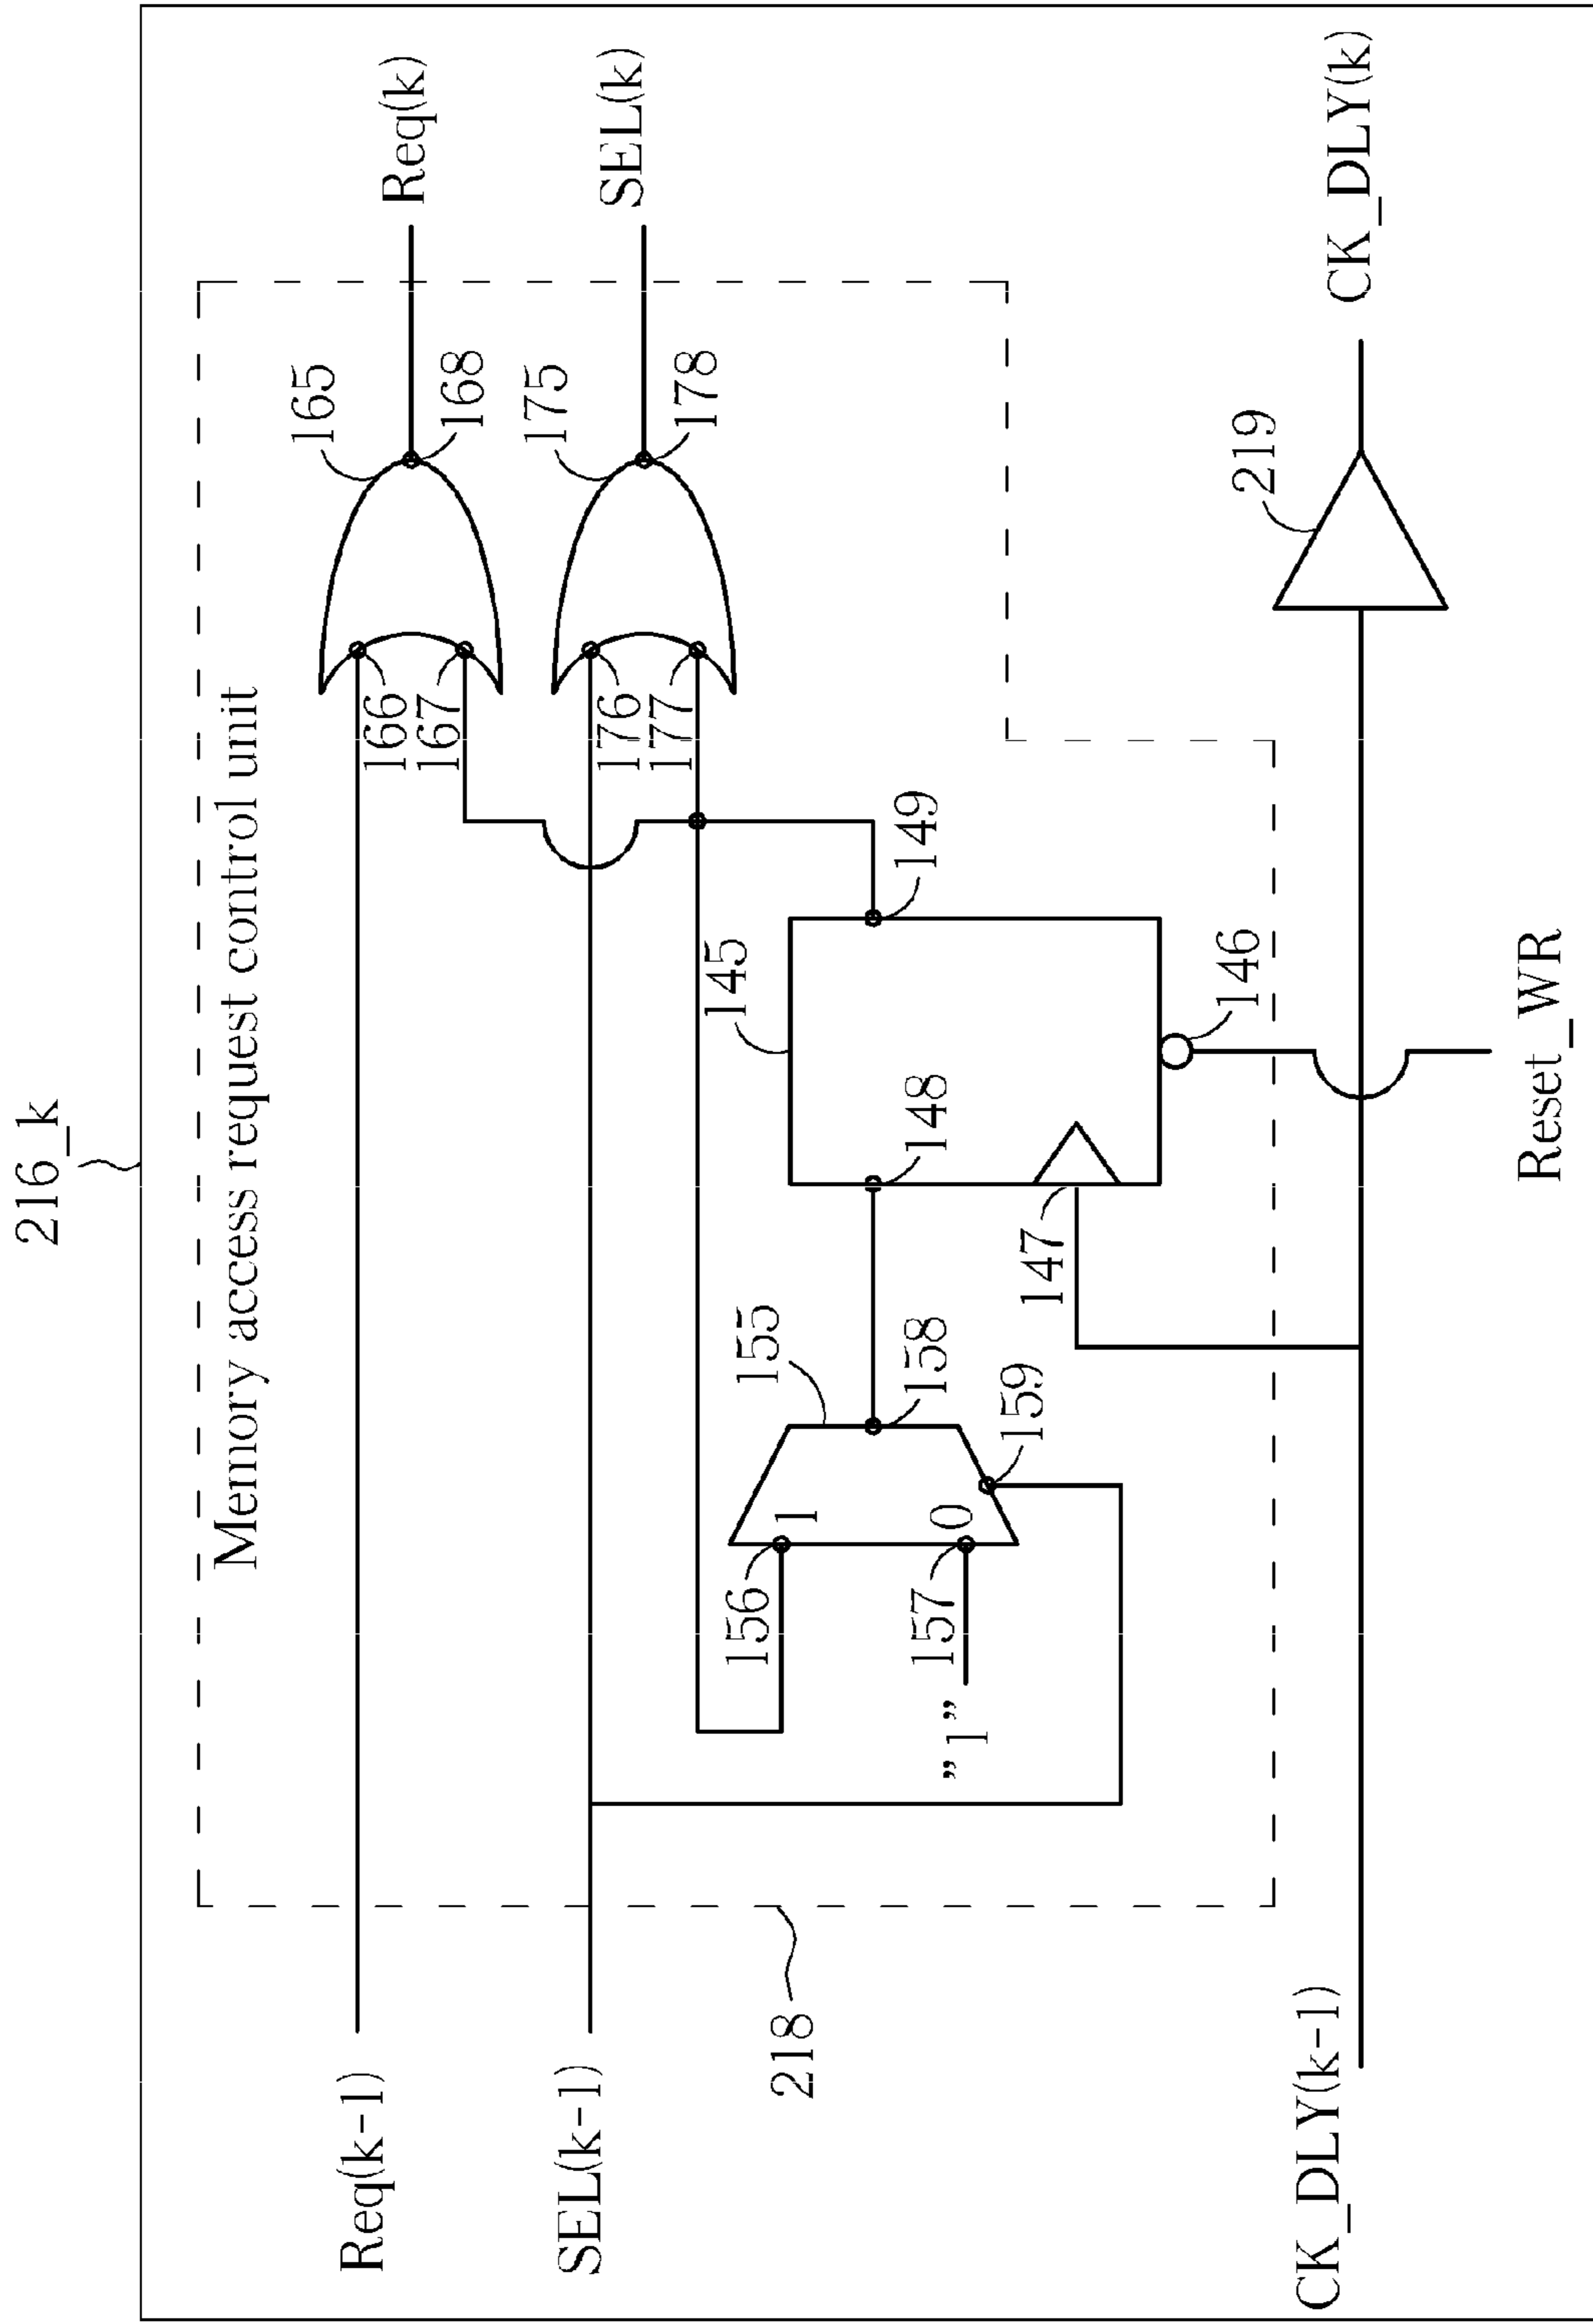 216_k
Memory access request control unit
Req(k-1)
166
167
165
168
Req(k)
SEL(k-1)
176
177
175
178
SEL(k)
218
156
1
155
145
149
157
0
"1"
158
148
159
147
146
219
CK_DLY(k-1)
CK_DLY(k)
Reset_WR